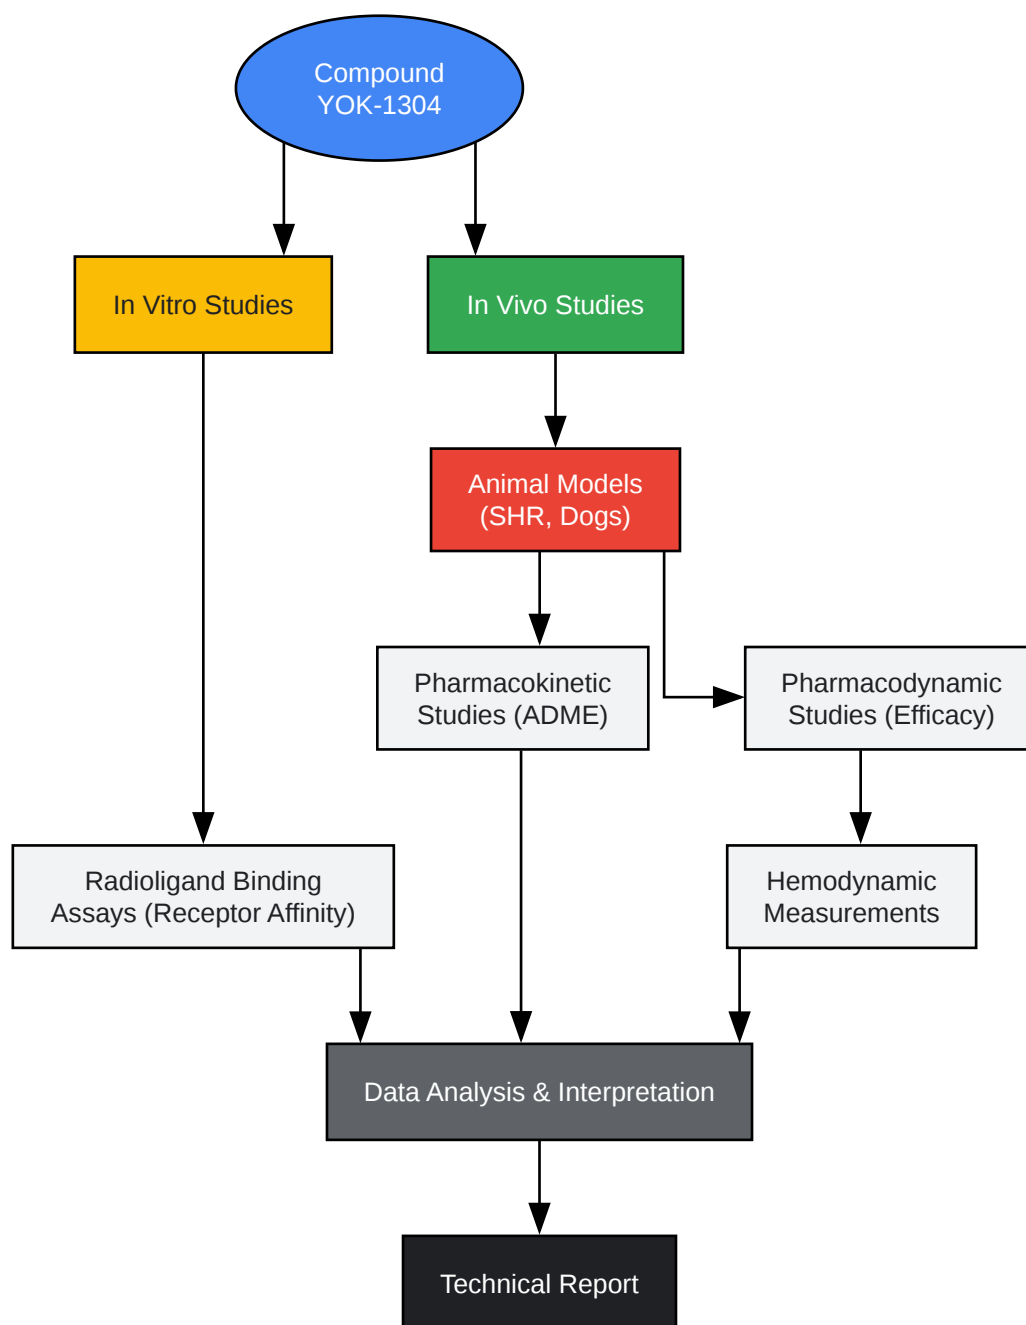 Compound
YOK-1304
In Vitro Studies
In Vivo Studies
Animal Models
(SHR, Dogs)
Pharmacokinetic
Studies (ADME)
Pharmacodynamic
Studies (Efficacy)
Radioligand Binding
Assays (Receptor Affinity)
Hemodynamic
Measurements
Data Analysis & Interpretation
Technical Report